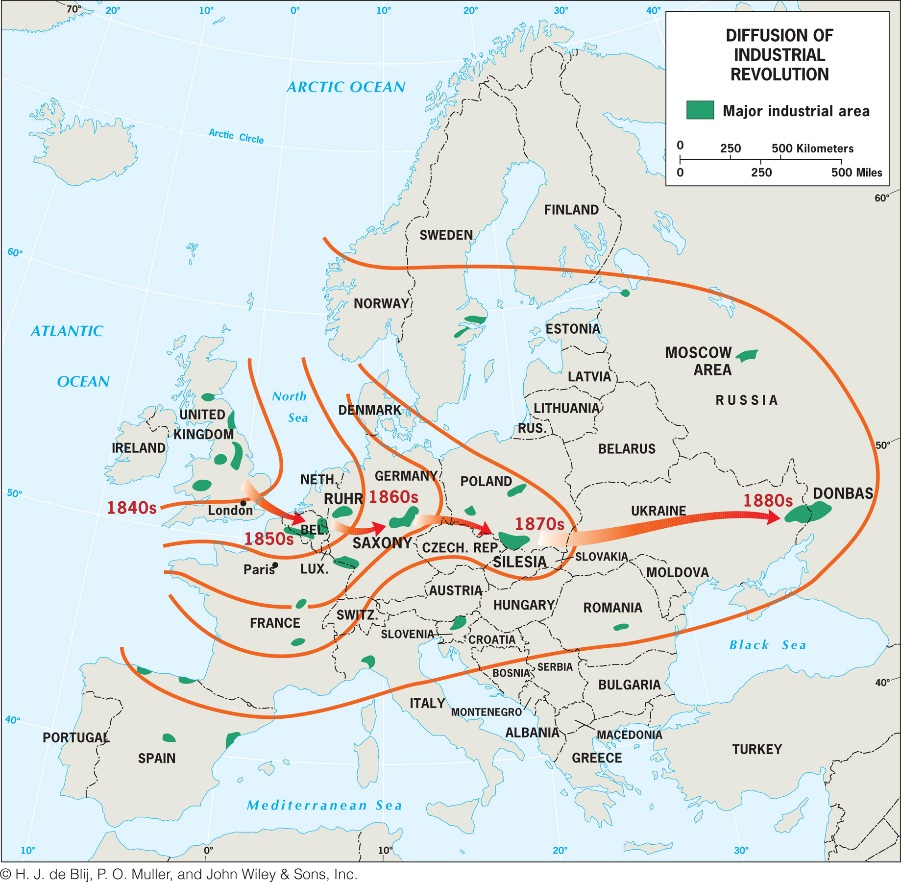 70°
20°
10°
0°
10°
20°
30°
40°
DIFFUSION OF
INDUSTRIAL
REVOLUTION
Major industrial area
0 250 500 Kilometers
0 250 500 Miles
ARCTIC OCEAN
Arctic Circle
60°
FINLAND
SWEDEN
60°
NORWAY
ATLANTIC
OCEAN
ESTONIA
MOSCOW
AREA
RUSSIA
LATVIA
North
Sea
DENMARK
LITHUANIA
RUS.
UNITED
KINGDOM
IRELAND
BELARUS
50°
NETH.
GERMANY
POLAND
RUHR
1860s
50°
1840s
London
1850s
BEL.
SAXONY
1870s
UKRAINE
1880s
DONBAS
CZECH. REP.
SILESIA
SLOVAKIA
Paris
LUX.
MOLDOVA
AUSTRIA
HUNGARY
ROMANIA
FRANCE
SWITZ.
SLOVENIA
CROATIA
Black Sea
BOSNIA
SERBIA
BULGARIA
40°
ITALY
MONTENEGRO
40°
ALBANIA
MACEDONIA
PORTUGAL
SPAIN
GREECE
TURKEY
Mediterranean Sea
10°
0°
10°
20°
30°
© H. J. de Blij, P. O. Muller, and John Wiley & Sons, Inc.